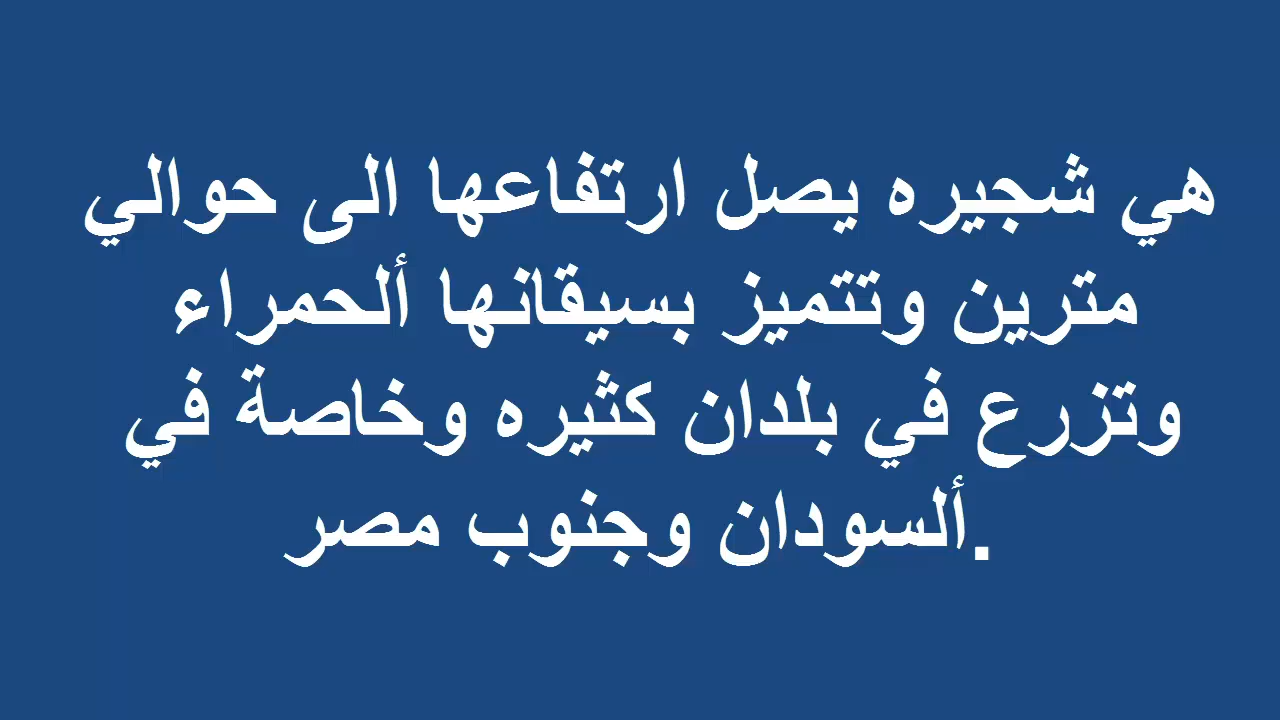 هي شجيره يصل ارتفاعها الى حوالي
مترين وتتميز بسيقانها ألحمراء
وتزرع في بلدان كثيره وخاصة في
.ألسودان وجنوب مصر